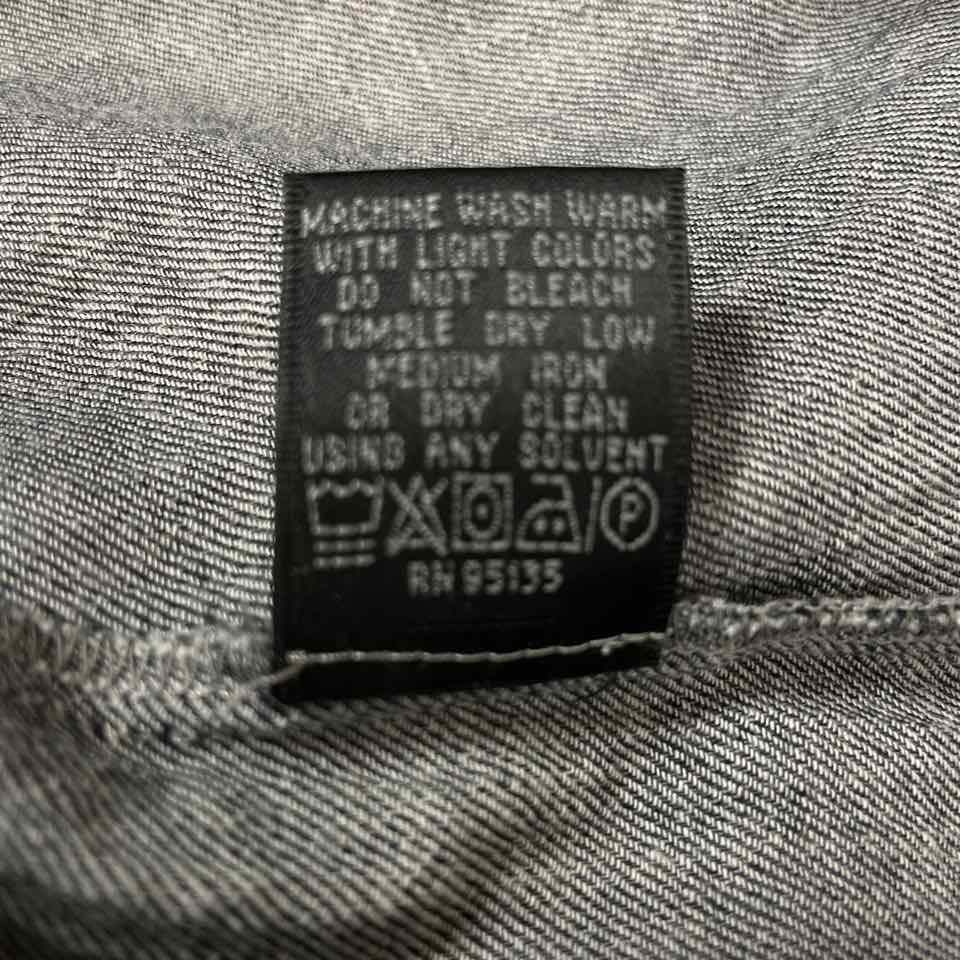 MACHINE WASH WARM
WITH LIGHT COLORS
DO NOT BLEACH
TUMBLE DRY LOW
MEDIUM IRON
OR DRY CLEAN
USING ANY SOLVENT
P
RN 95135